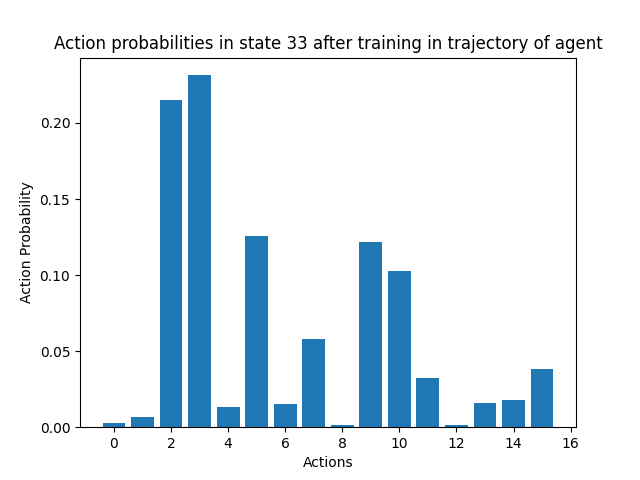 Action probabilities in state 33 after training in trajectory of agent
Action Probability
0.20
0.15
0.10
0.05
0.00
0 2 4 6 8 10 12 14 16
Actions